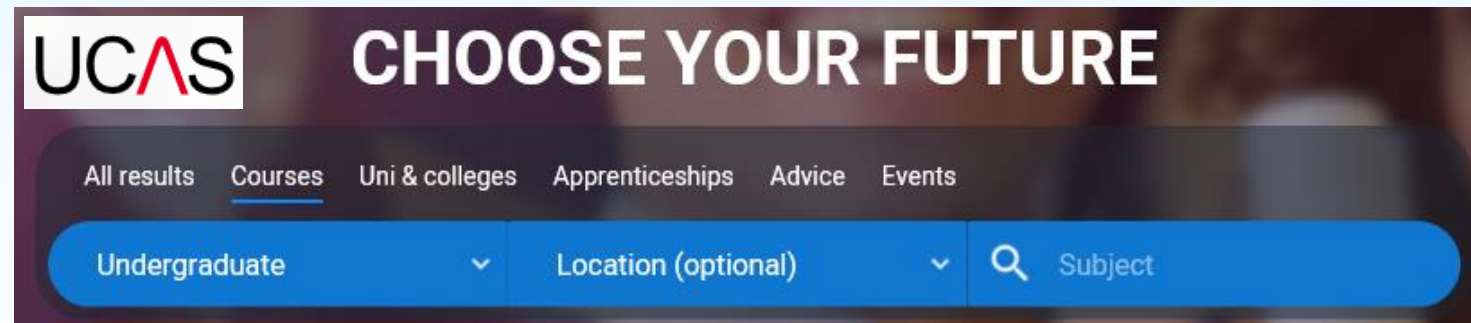 UCAS
CHOOSE YOUR FUTURE
All results Courses Uni & colleges Apprenticeships Advice Events
Undergraduate Location (optional) Subject